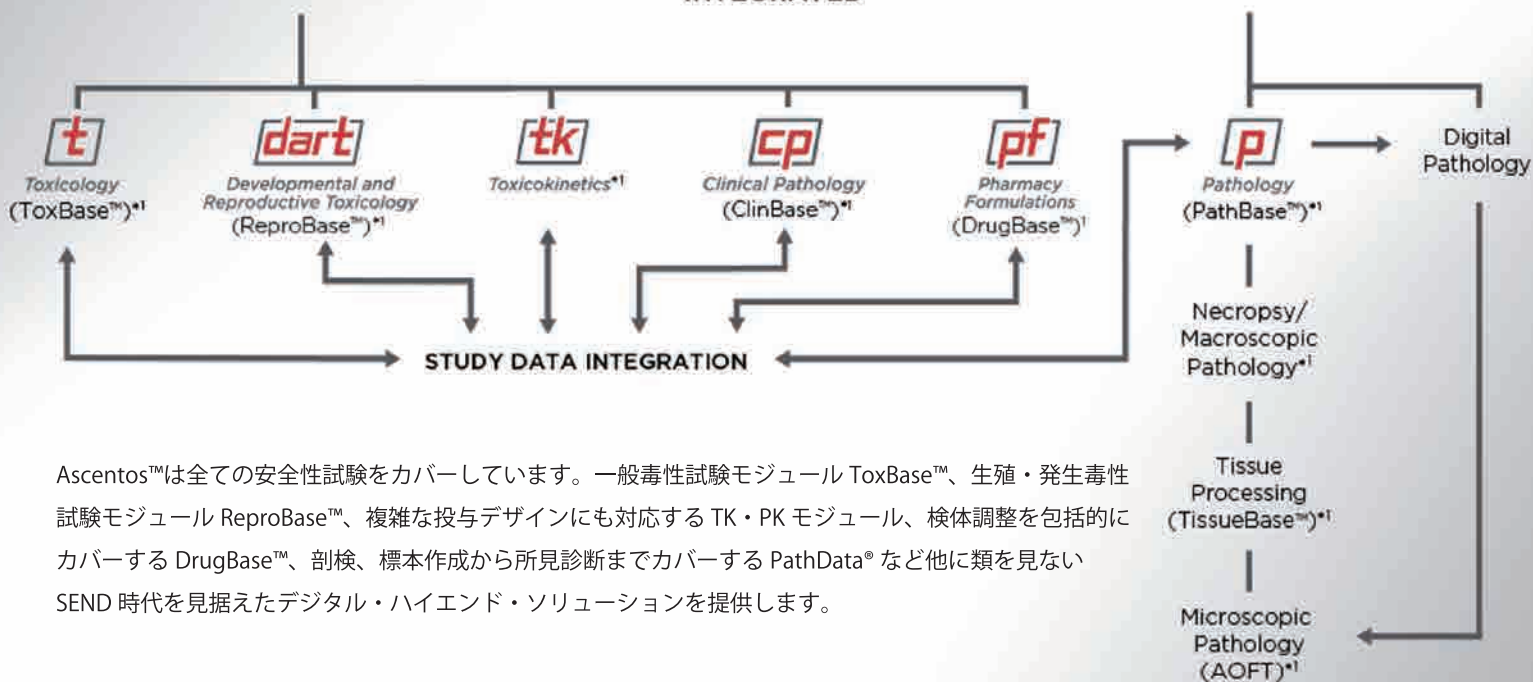 t
Toxicology
(ToxBase™)*¹
dart
Developmental and
Reproductive Toxicology
(ReproBase™)*¹
tk
Toxicokinetics*¹
cp
Clinical Pathology
(ClinBase™)*¹
pf
Pharmacy
Formulations
(DrugBase™)¹
p
Pathology
(PathBase™)*¹
Digital
Pathology
STUDY DATA INTEGRATION
Necropsy/
Macroscopic
Pathology*¹
Tissue
Processing
(TissueBase™)*¹
Microscopic
Pathology
(AOFT)*¹
Ascentos™は全ての安全性試験をカバーしています。一般毒性試験モジュール ToxBase™、生殖・発生毒性
試験モジュール ReproBase™、複雑な投与デザインにも対応する TK・PK モジュール、検体調整を包括的に
カバーする DrugBase™、剖検、標本作成から所見診断までカバーする PathData® など他に類を見ない
SEND 時代を見据えたデジタル・ハイエンド・ソリューションを提供します。